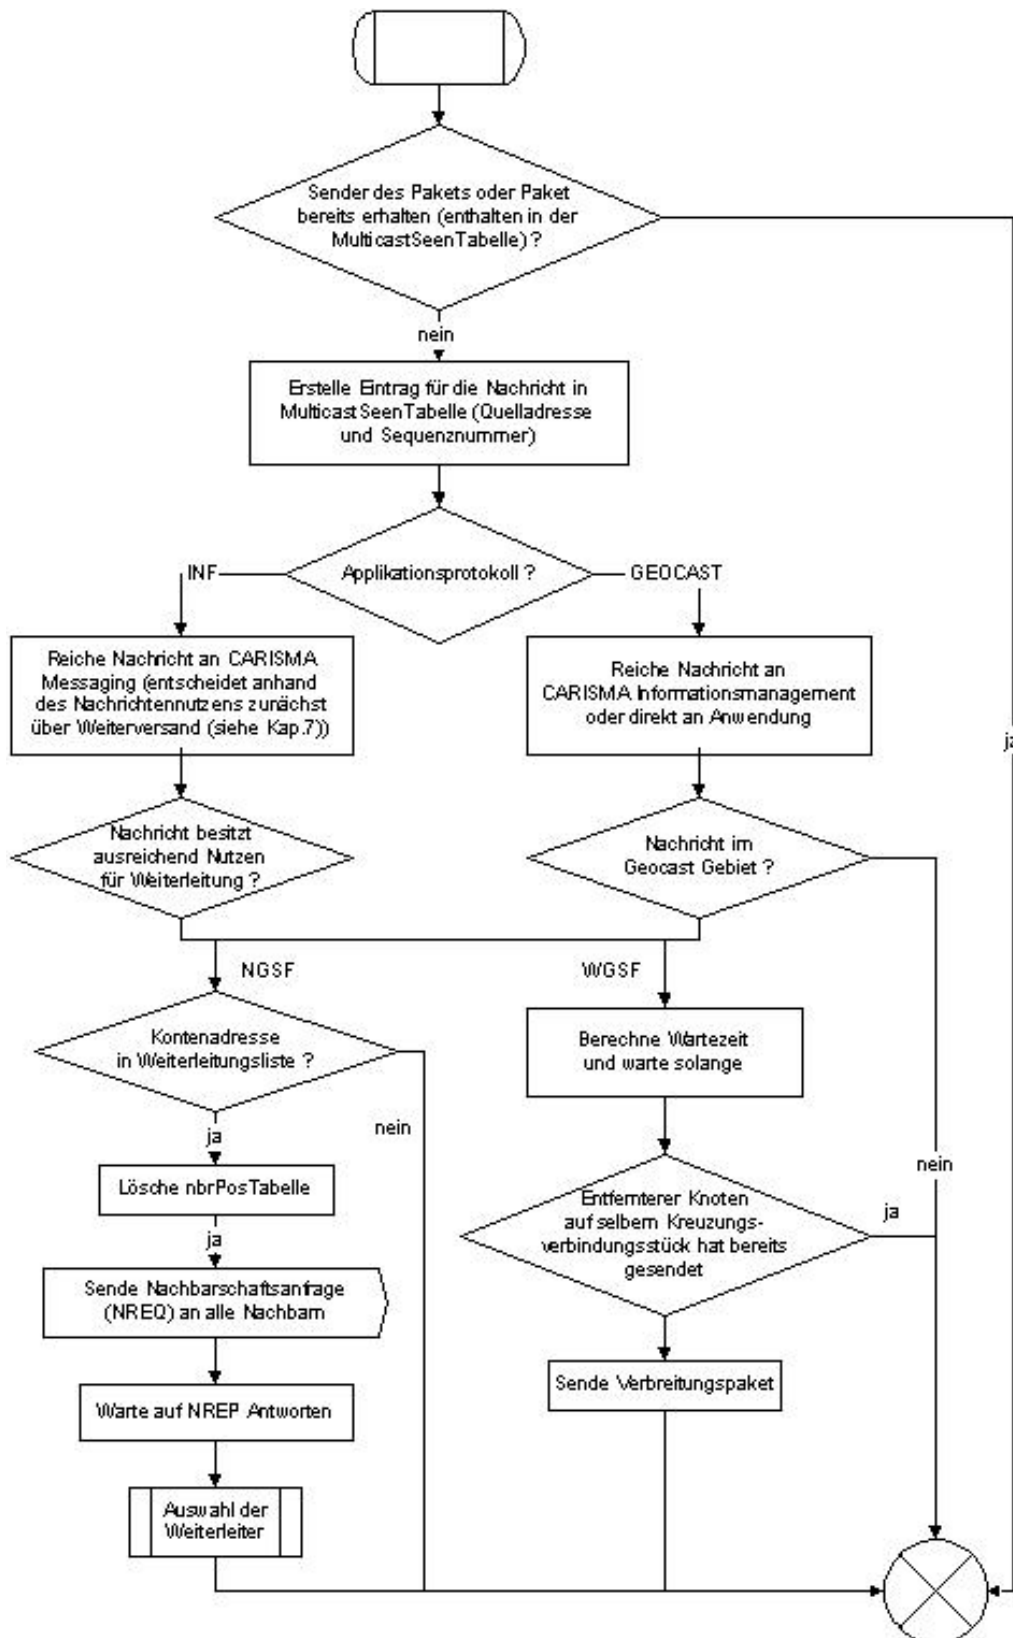 Sender des Pakets oder Paket
bereits erhalten (enthalten in der
MulticastSeenTabelle) ?
nein
Erstelle Eintrag für die Nachricht in
MulticastSeenTabelle (Quelladresse
und Sequenznummer)
Applikationsprotokoll ?
INF
GEOCAST
Reiche Nachricht an CARISMA
Messaging (entscheidet anhand
des Nachrichtennutzens zunächst
über Weiterversand (siehe Kap.7))
Reiche Nachricht an
CARISMA Informationsmanagement
oder direkt an Anwendung
ja
Nachricht besitzt
ausreichend Nutzen
für Weiterleitung ?
Nachricht im
Geocast Gebiet ?
NGSF
WGSF
Kontenadresse
in Weiterleitungsliste ?
Berechne Wartezeit
und warte solange
nein
ja
nein
Lösche nbrPosTabelle
Entfernterer Knoten
auf selbem Kreuzungs-
verbindungsstück hat bereits
gesendet
ja
ja
Sende Nachbarschaftsanfrage
(NREQ) an alle Nachbarn
Sende Verbreitungspaket
Warte auf NREP Antworten
Auswahl der
Weiterleiter